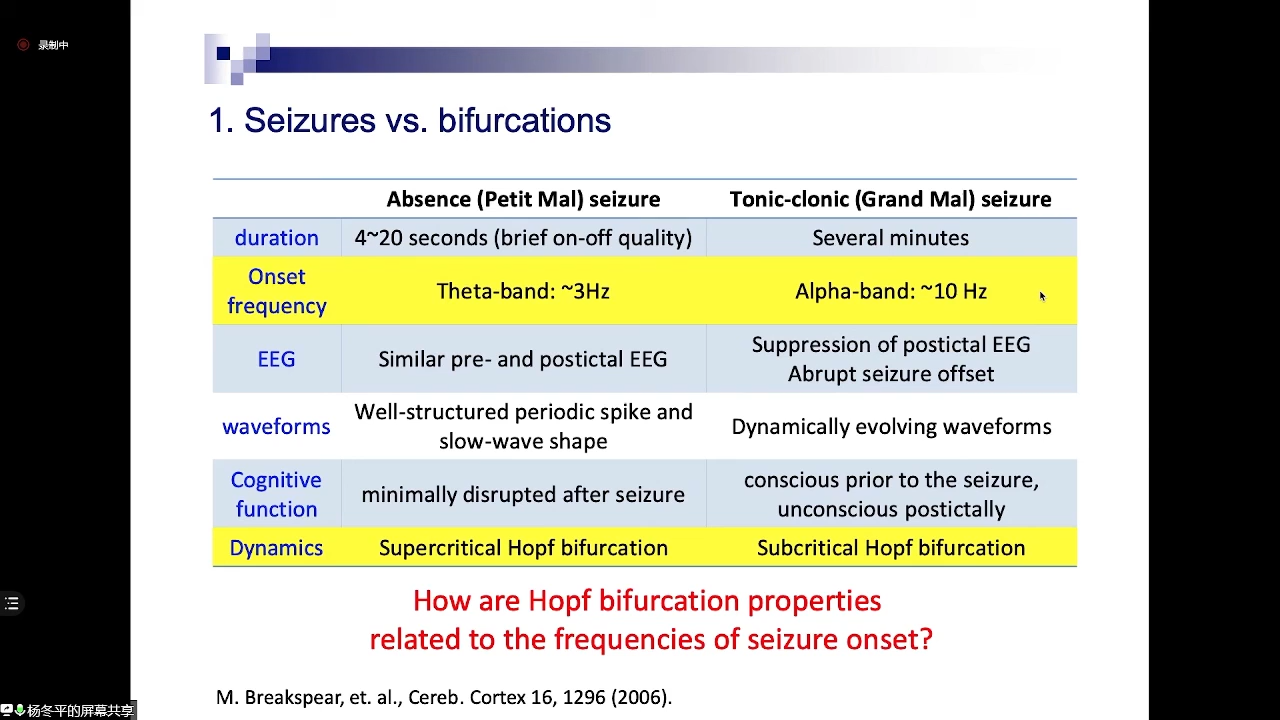 录制中
1. Seizures vs. bifurcations
Absence (Petit Mal) seizure
Tonic-clonic (Grand Mal) seizure
duration
4~20 seconds (brief on-off quality)
Several minutes
Onset
frequency
Theta-band: ~3Hz
Alpha-band: ~10 Hz
EEG
Similar pre- and postictal EEG
Suppression of postictal EEG
Abrupt seizure offset
waveforms
Well-structured periodic spike and
slow-wave shape
Dynamically evolving waveforms
Cognitive
function
minimally disrupted after seizure
conscious prior to the seizure,
unconscious postictally
Dynamics
Supercritical Hopf bifurcation
Subcritical Hopf bifurcation
How are Hopf bifurcation properties
related to the frequencies of seizure onset?
M. Breakspear, et. al., Cereb. Cortex 16, 1296 (2006).
杨冬平的屏幕共享